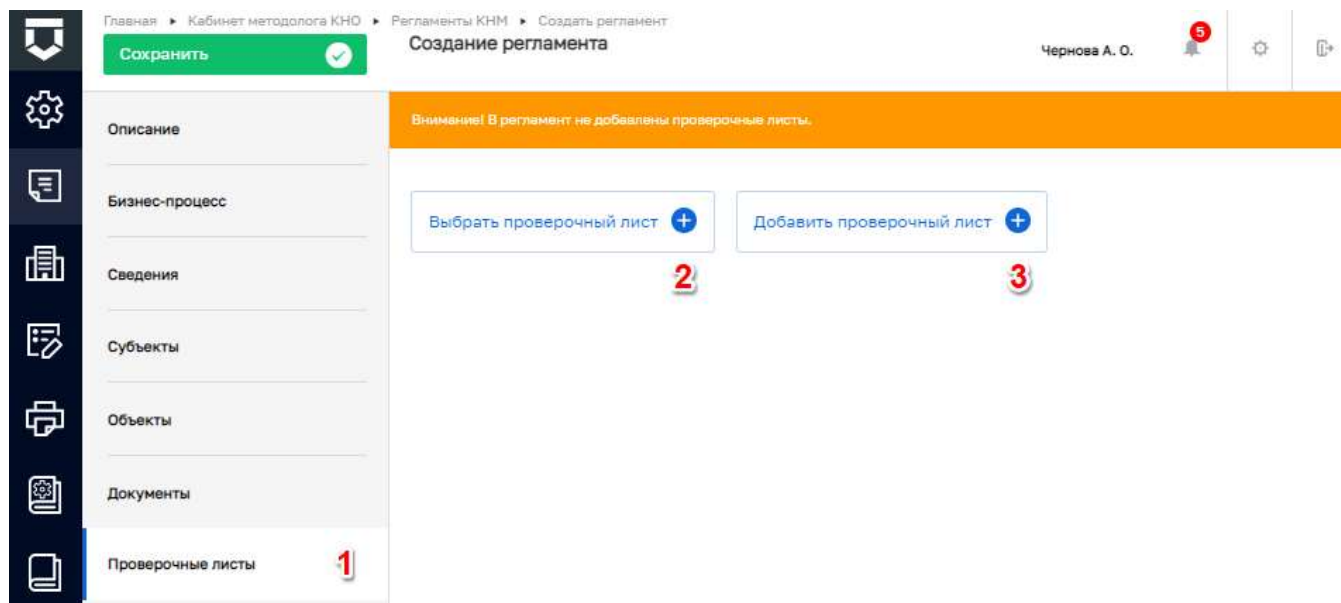 Главная ▸ Кабинет методолога КНО ▸ Регламенты КНМ ▸ Создать регламент
Сохранить
Создание регламента
Чернова А. О.
5
Описание
Внимание! В регламент не добавлены проверочные листы.
Бизнес-процесс
Выбрать проверочный лист
Добавить проверочный лист
2
3
Сведения
Субъекты
Объекты
Документы
Проверочные листы
1